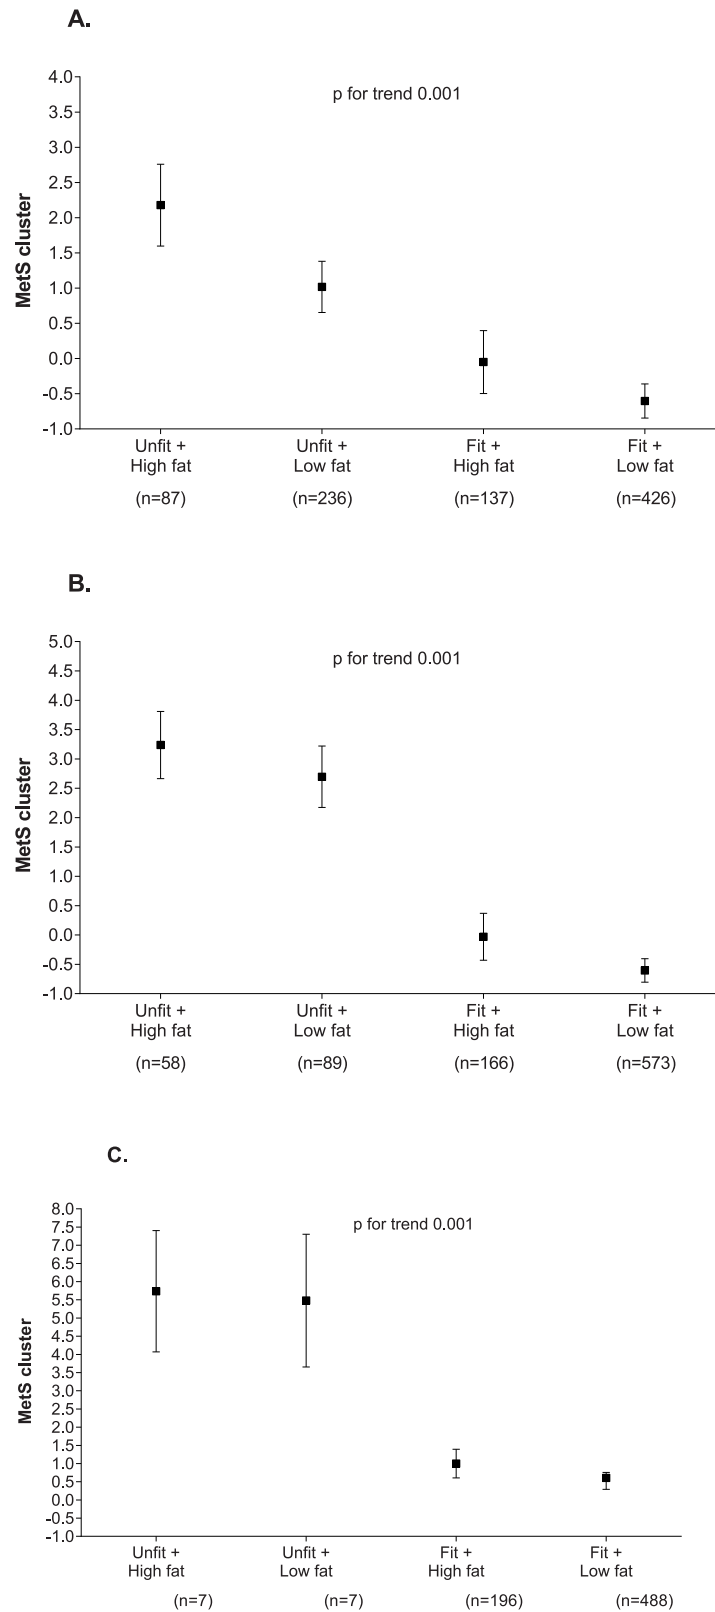 A.
p for trend 0.001
MetS cluster
4.0
3.5
3.0
2.5
2.0
1.5
1.0
0.5
0.0
-0.5
-1.0
Unfit + Unfit + Fit + Fit +
High fat Low fat High fat Low fat
(n=87) (n=236) (n=137) (n=426)
B.
p for trend 0.001
MetS cluster
5.0
4.5
4.0
3.5
3.0
2.5
2.0
1.5
1.0
0.5
0.0
-0.5
-1.0
Unfit + Unfit + Fit + Fit +
High fat Low fat High fat Low fat
(n=58) (n=89) (n=166) (n=573)
C.
p for trend 0.001
MetS cluster
8.0
7.5
7.0
6.5
6.0
5.5
5.0
4.5
4.0
3.5
3.0
2.5
2.0
1.5
1.0
0.5
0.0
-0.5
-1.0
Unfit + Unfit + Fit + Fit +
High fat Low fat High fat Low fat
(n=7) (n=7) (n=196) (n=488)